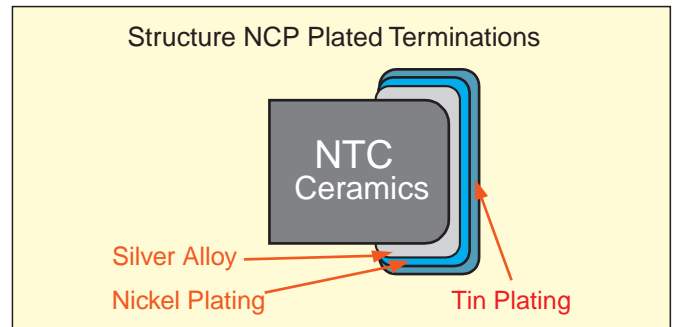 Structure NCP Plated Terminations
NTC
Ceramics
Silver Alloy
Nickel Plating
Tin Plating